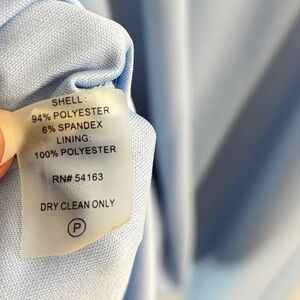 SHELL:
94% POLYESTER
6% SPANDEX
LINING:
100% POLYESTER
RN# 54163
DRY CLEAN ONLY
P